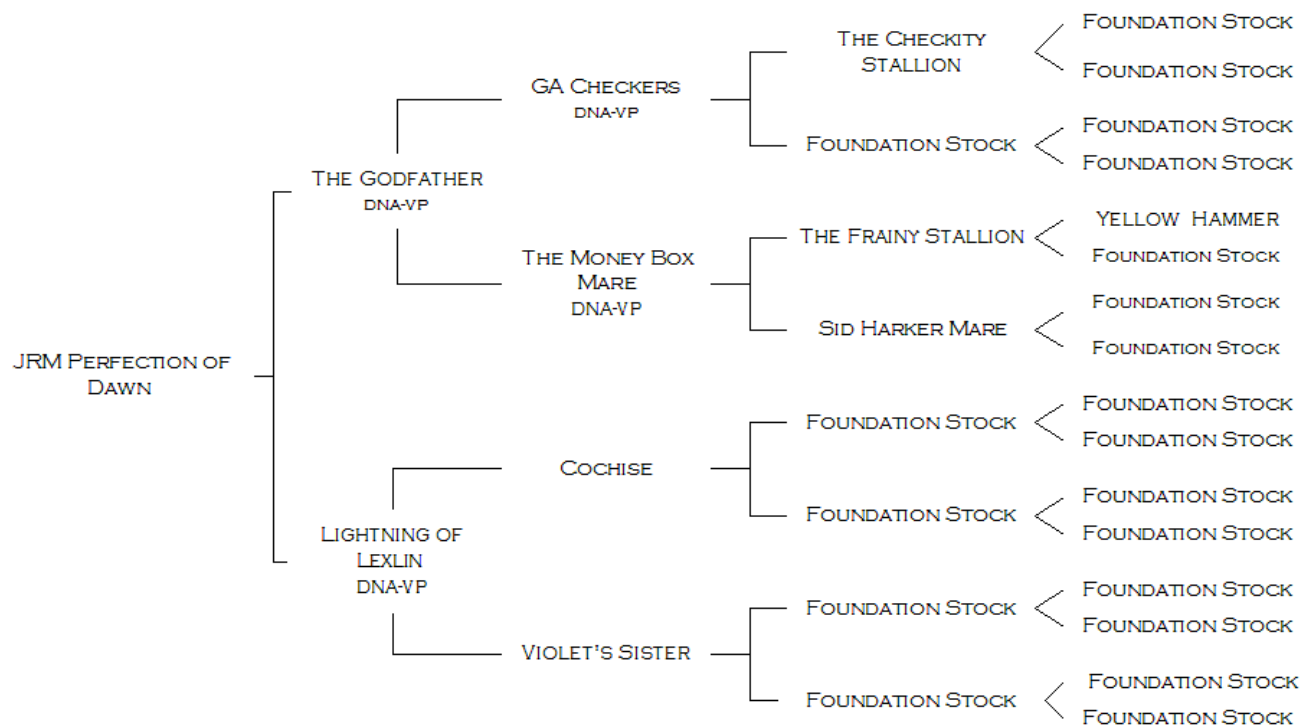 The Checkity
Stallion
Foundation Stock
Foundation Stock
GA Checkers
DNA-VP
Foundation Stock
Foundation Stock
Foundation Stock
The Godfather
DNA-VP
The Money Box
Mare
DNA-VP
The Frainy Stallion
Yellow Hammer
Foundation Stock
Sid Harker Mare
Foundation Stock
Foundation Stock
JRM Perfection of
Dawn
Cochise
Foundation Stock
Foundation Stock
Foundation Stock
Foundation Stock
Foundation Stock
Foundation Stock
Lightning of
Lexlin
DNA-VP
Violet's Sister
Foundation Stock
Foundation Stock
Foundation Stock
Foundation Stock
Foundation Stock
Foundation Stock